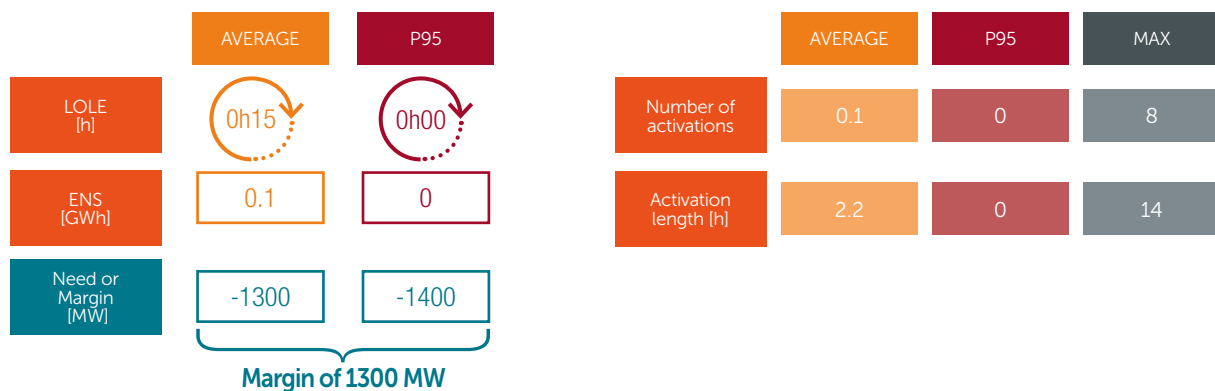 AVERAGE P95
LOLE
[h]
0h15 0h00
ENS
[GWh]
0.1 0
Need or
Margin
[MW]
-1300 -1400
Margin of 1300 MW
AVERAGE P95 MAX
Number of
activations
0.1 0 8
Activation
length [h]
2.2 0 14